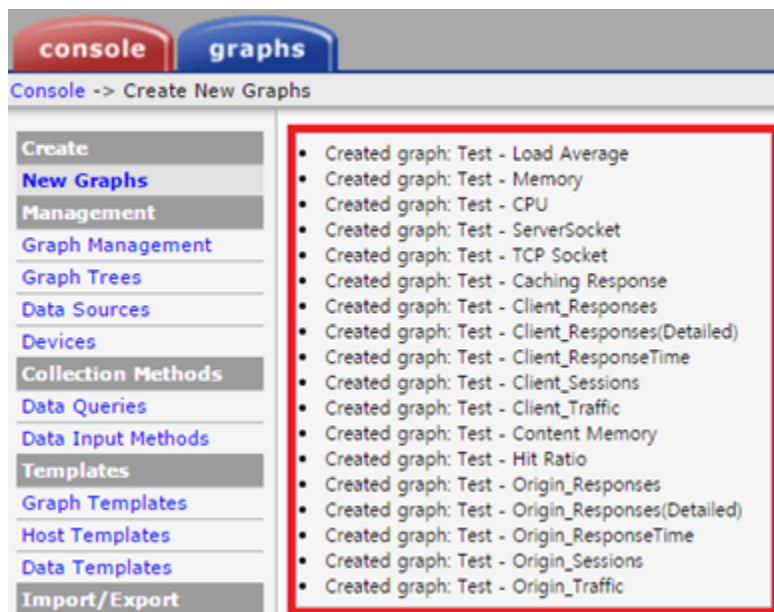 console graphs
Console -> Create New Graphs
Create
New Graphs
Management
Graph Management
Graph Trees
Data Sources
Devices
Collection Methods
Data Queries
Data Input Methods
Templates
Graph Templates
Host Templates
Data Templates
Import/Export
Created graph: Test - Load Average
Created graph: Test - Memory
Created graph: Test - CPU
Created graph: Test - ServerSocket
Created graph: Test - TCP Socket
Created graph: Test - Caching Response
Created graph: Test - Client_Responses
Created graph: Test - Client_Responses(Detailed)
Created graph: Test - Client_ResponseTime
Created graph: Test - Client_Sessions
Created graph: Test - Client_Traffic
Created graph: Test - Content Memory
Created graph: Test - Hit Ratio
Created graph: Test - Origin_Responses
Created graph: Test - Origin_Responses(Detailed)
Created graph: Test - Origin_ResponseTime
Created graph: Test - Origin_Sessions
Created graph: Test - Origin_Traffic